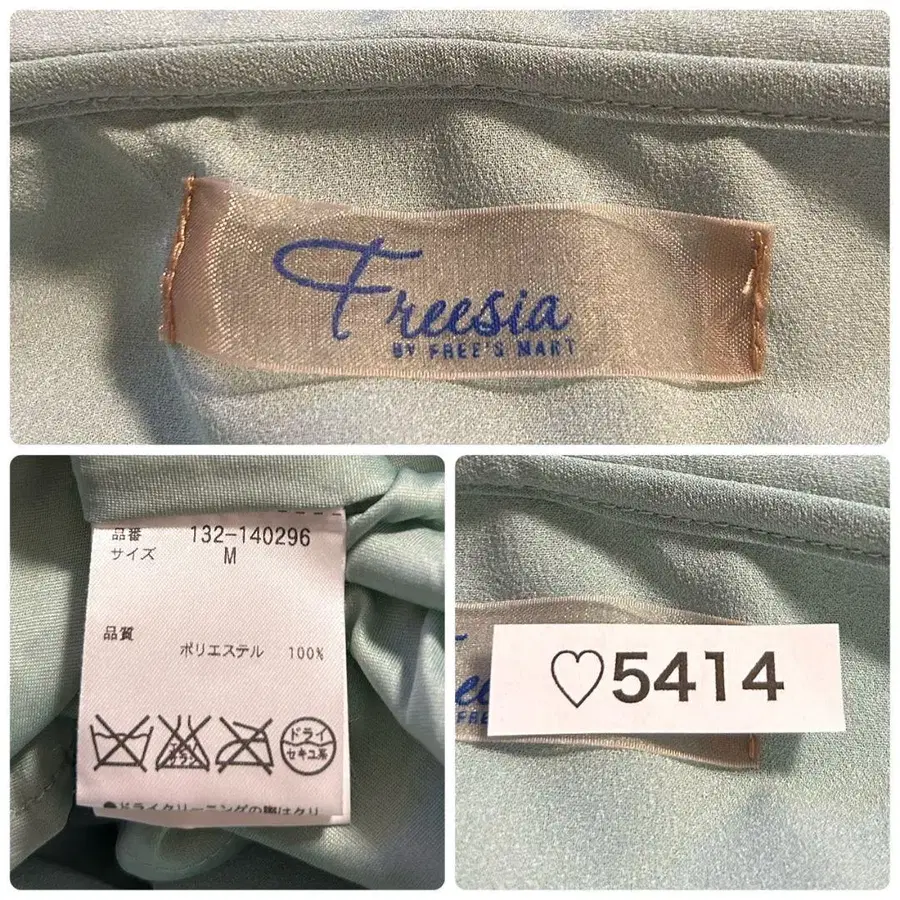 Freesia
BY FREE'S MART
品番 132-140296
サイズ M
品質
ポリエステル 100%
ドライ
セキユ系
♡5414